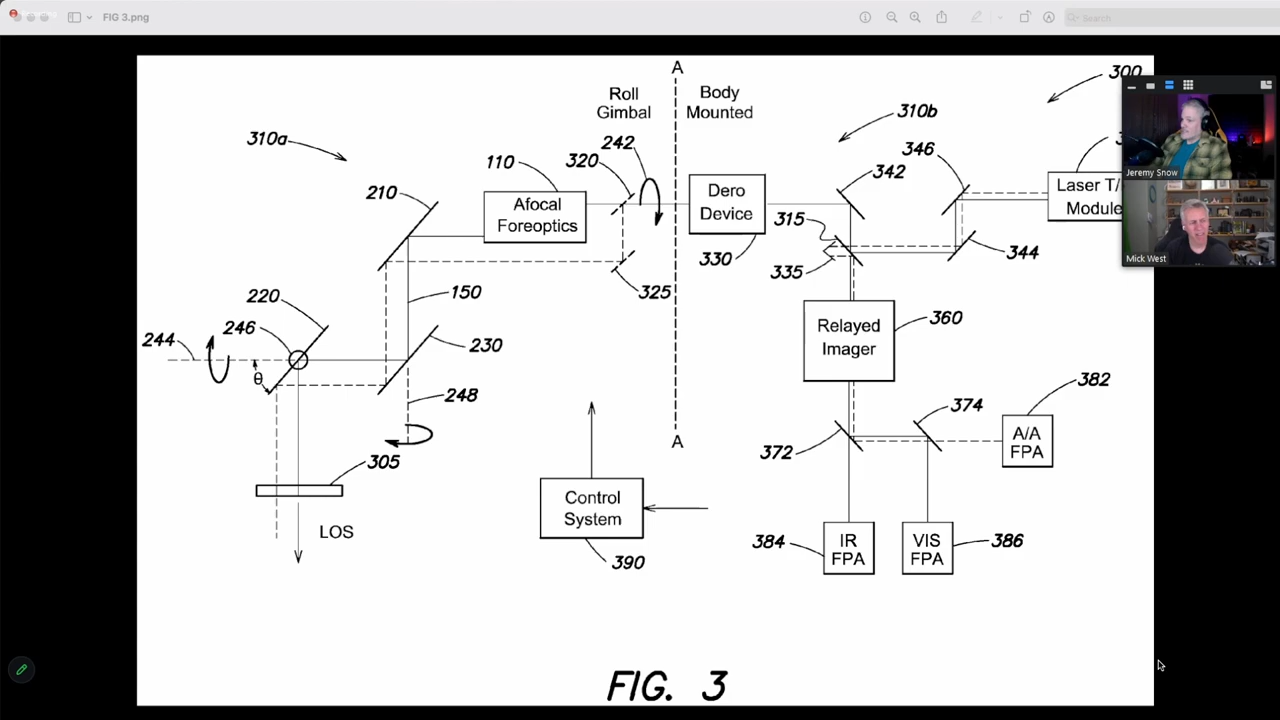 FIG 3.png
Search
A
Roll
Gimbal
Body
Mounted
300
310a
310b
242
320
110
210
346
342
Jeremy Snow
Afocal
Foreoptics
Dero
Device
Laser T/
Module
315
344
Mick West
330
335
325
150
220
246
244
θ
230
Relayed
Imager
360
248
382
374
A
372
A/A
FPA
305
Control
System
LOS
384
IR
FPA
VIS
FPA
386
390
FIG. 3